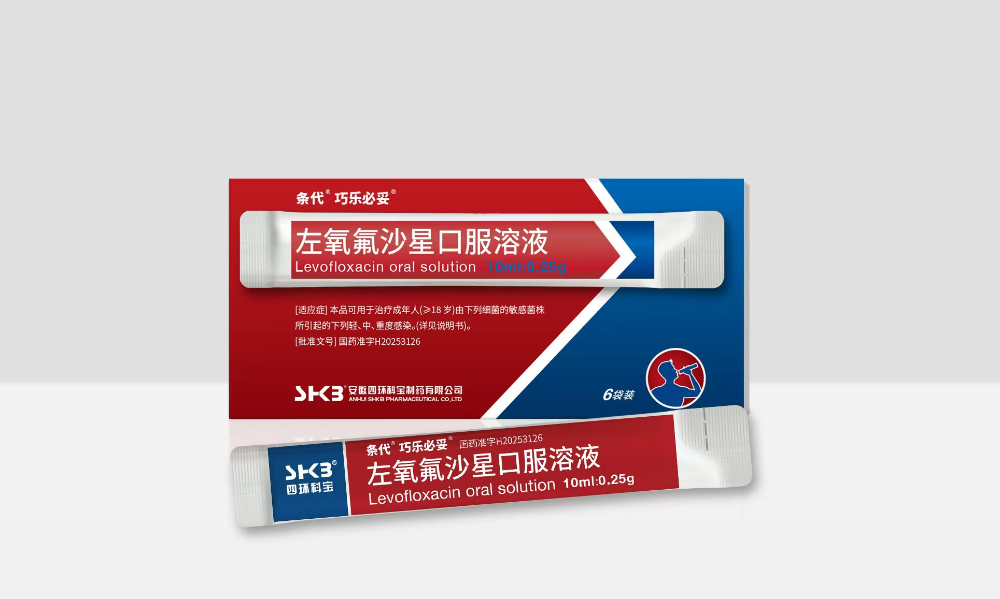 条代® 巧乐必妥®
左氧氟沙星口服溶液
Levofloxacin oral solution 10ml:0.25g
[适应症] 本品可用于治疗成年人(≥18 岁)由下列细菌的敏感菌株
所引起的下列轻、中、重度感染。(详见说明书)。
[批准文号] 国药准字H20253126
SHKB® 安徽四环科宝制药有限公司
ANHUI SHKB PHARMACEUTICAL CO.,LTD
6袋装
SHKB®
四环科宝
条代® 巧乐必妥® 国药准字H20253126
左氧氟沙星口服溶液
Levofloxacin oral solution 10ml:0.25g